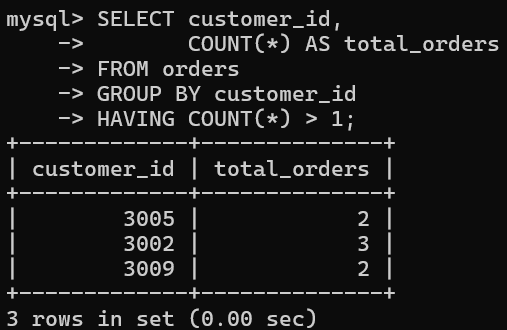 mysql> SELECT customer_id,
    ->        COUNT(*) AS total_orders
    -> FROM orders
    -> GROUP BY customer_id
    -> HAVING COUNT(*) > 1;
+-------------+--------------+
| customer_id | total_orders |
+-------------+--------------+
|        3005 |            2 |
|        3002 |            3 |
|        3009 |            2 |
+-------------+--------------+
3 rows in set (0.00 sec)